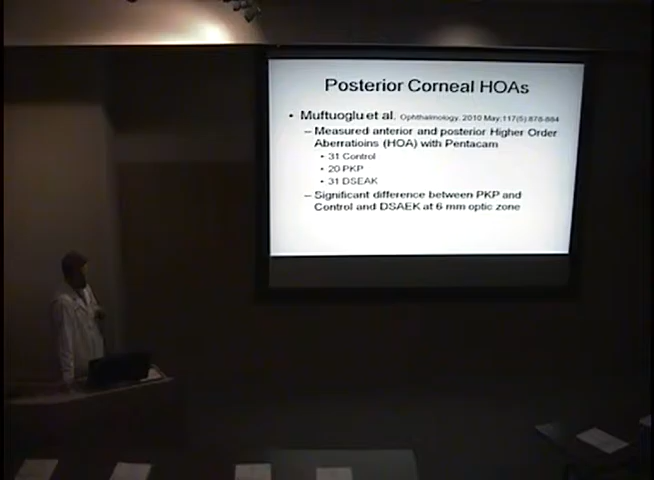 Posterior Corneal HOAs
• Muftuoglu et al. Ophthalmology. 2010 May;117(5):878-884
– Measured anterior and posterior Higher Order
Aberratioins (HOA) with Pentacam
• 31 Control
• 20 PKP
• 31 DSEAK
– Significant difference between PKP and
Control and DSAEK at 6 mm optic zone